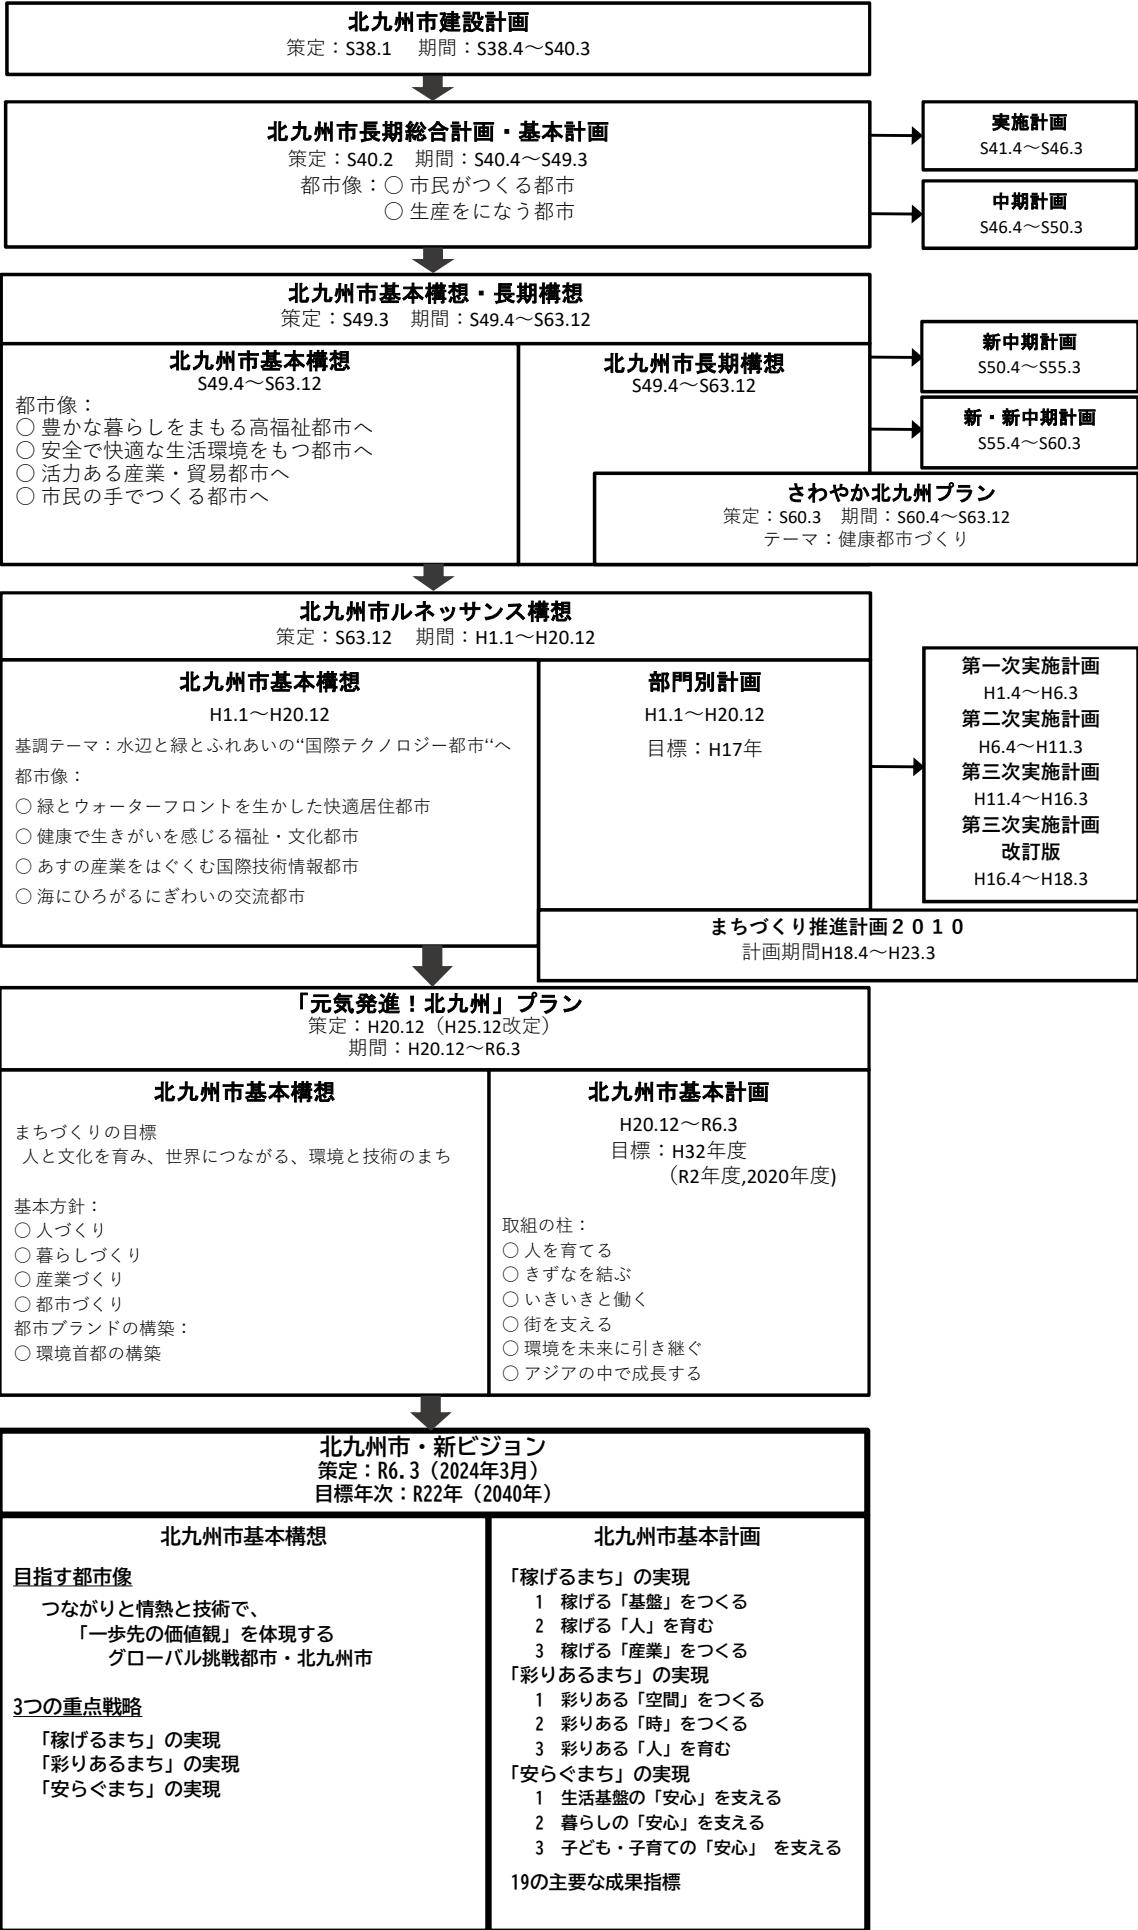 北九州市建設計画
策定：S38.1　期間：S38.4～S40.3
北九州市長期総合計画・基本計画
策定：S40.2　期間：S40.4～S49.3
都市像：○ 市民がつくる都市
○ 生産をになう都市
実施計画
S41.4～S46.3
中期計画
S46.4～S50.3
北九州市基本構想・長期構想
策定：S49.3　期間：S49.4～S63.12
北九州市基本構想
S49.4～S63.12
都市像：
○ 豊かな暮らしをまもる高福祉都市へ
○ 安全で快適な生活環境をもつ都市へ
○ 活力ある産業・貿易都市へ
○ 市民の手でつくる都市へ
北九州市長期構想
S49.4～S63.12
新中期計画
S50.4～S55.3
新・新中期計画
S55.4～S60.3
さわやか北九州プラン
策定：S60.3　期間：S60.4～S63.12
テーマ：健康都市づくり
北九州市ルネッサンス構想
策定：S63.12　期間：H1.1～H20.12
北九州市基本構想
H1.1～H20.12
基調テーマ：水辺と緑とふれあいの“国際テクノロジー都市“へ
都市像：
○ 緑とウォーターフロントを生かした快適居住都市
○ 健康で生きがいを感じる福祉・文化都市
○ あすの産業をはぐくむ国際技術情報都市
○ 海にひろがるにぎわいの交流都市
部門別計画
H1.1～H20.12
目標：H17年
第一次実施計画
H1.4～H6.3
第二次実施計画
H6.4～H11.3
第三次実施計画
H11.4～H16.3
第三次実施計画
改訂版
H16.4～H18.3
まちづくり推進計画２０１０
計画期間H18.4～H23.3
「元気発進！北九州」プラン
策定：H20.12（H25.12改定）
期間：H20.12～R6.3
北九州市基本構想
まちづくりの目標
人と文化を育み、世界につながる、環境と技術のまち
基本方針：
○ 人づくり
○ 暮らしづくり
○ 産業づくり
○ 都市づくり
都市ブランドの構築：
○ 環境首都の構築
北九州市基本計画
H20.12～R6.3
目標：H32年度
（R2年度,2020年度)
取組の柱：
○ 人を育てる
○ きずなを結ぶ
○ いきいきと働く
○ 街を支える
○ 環境を未来に引き継ぐ
○ アジアの中で成長する
北九州市・新ビジョン
策定：R6.3（2024年3月）
目標年次：R22年（2040年）
北九州市基本構想
目指す都市像
つながりと情熱と技術で、
「一歩先の価値観」を体現する
グローバル挑戦都市・北九州市
3つの重点戦略
「稼げるまち」の実現
「彩りあるまち」の実現
「安らぐまち」の実現
北九州市基本計画
「稼げるまち」の実現
1　稼げる「基盤」をつくる
2　稼げる「人」を育む
3　稼げる「産業」をつくる
「彩りあるまち」の実現
1　彩りある「空間」をつくる
2　彩りある「時」をつくる
3　彩りある「人」を育む
「安らぐまち」の実現
1　生活基盤の「安心」を支える
2　暮らしの「安心」を支える
3　子ども・子育ての「安心」 を支える
19の主要な成果指標